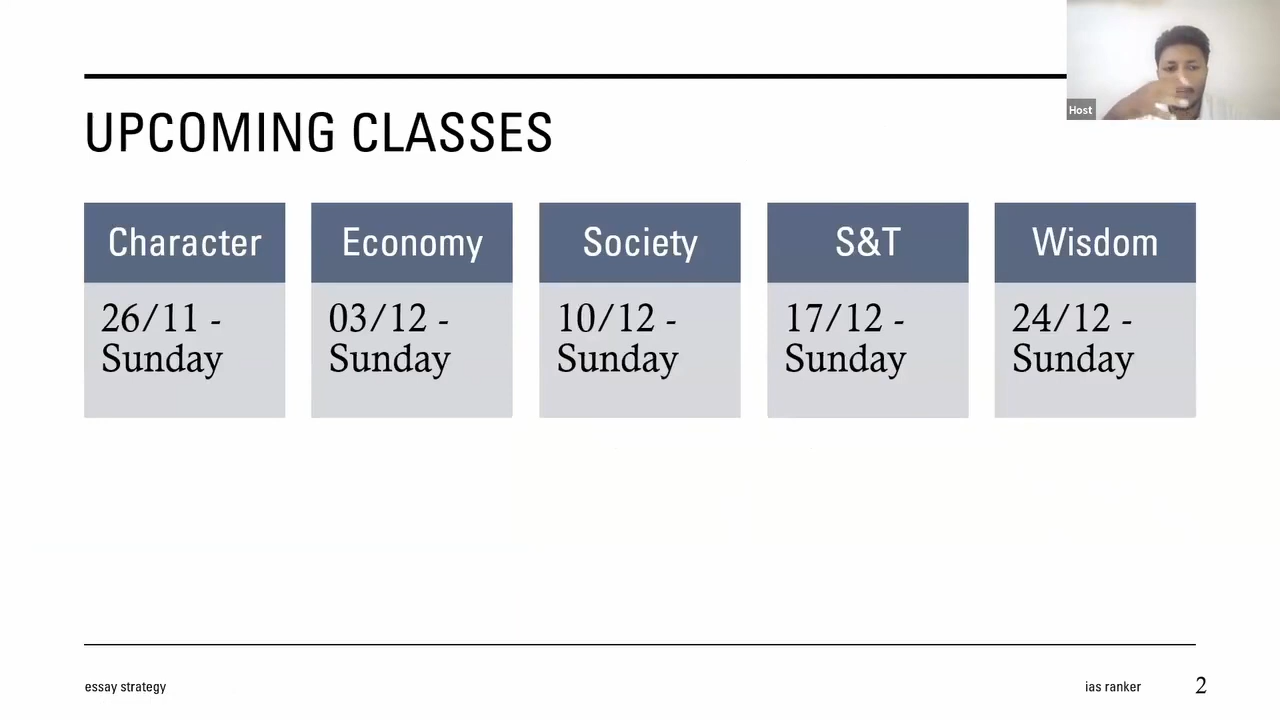 Host
UPCOMING CLASSES
Character
26/11 -
Sunday
Economy
03/12 -
Sunday
Society
10/12 -
Sunday
S&T
17/12 -
Sunday
Wisdom
24/12 -
Sunday
essay strategy
ias ranker
2